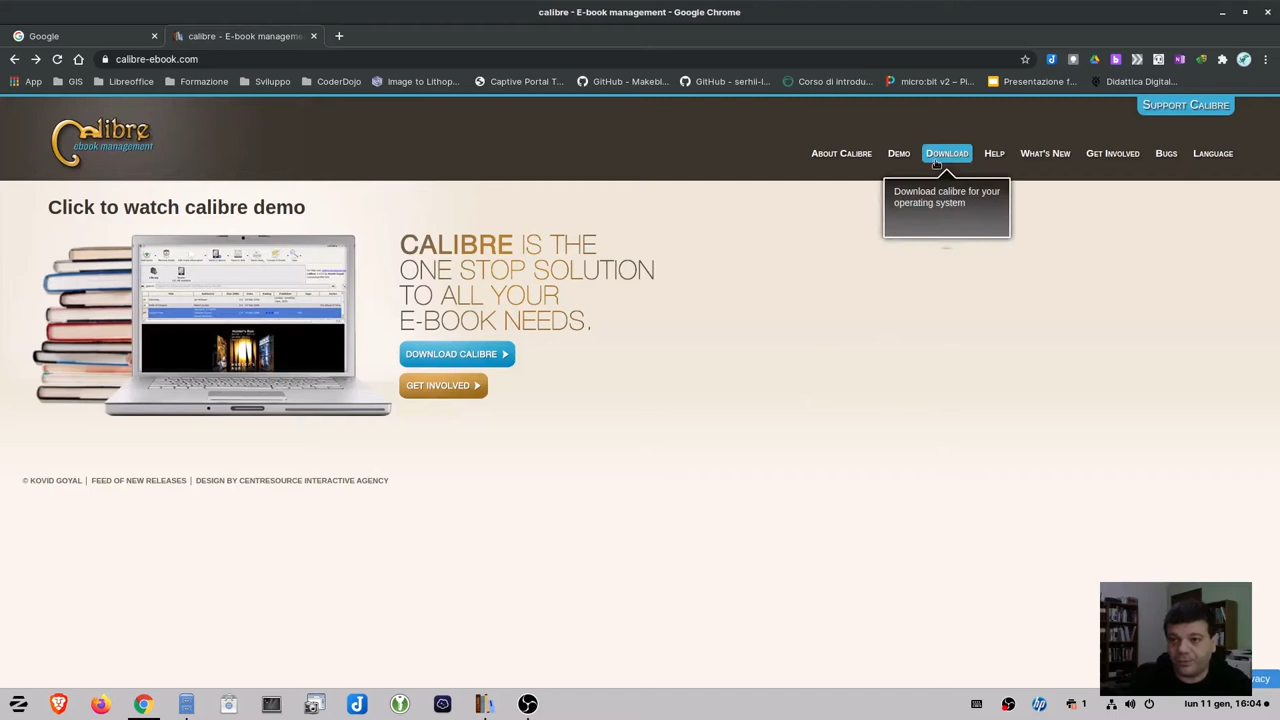 calibre - E-book management - Google Chrome
Google
calibre - E-book manageme
calibre-ebook.com
App
GIS
Libreoffice
Formazione
Sviluppo
CoderDojo
Image to Lithop...
Captive Portal T...
GitHub - Makebl...
GitHub - serhii-l...
Corso di introdu...
micro:bit v2 – Pi...
Presentazione f...
Didattica Digital...
SUPPORT CALIBRE
Calibre
ebook management
ABOUT CALIBRE
DEMO
DOWNLOAD
HELP
WHAT'S NEW
GET INVOLVED
BUGS
LANGUAGE
Download calibre for your
operating system
Click to watch calibre demo
CALIBRE IS THE
ONE STOP SOLUTION
TO ALL YOUR
E-BOOK NEEDS.
DOWNLOAD CALIBRE
GET INVOLVED
© KOVID GOYAL | FEED OF NEW RELEASES | DESIGN BY CENTRESOURCE INTERACTIVE AGENCY
vacy
1
lun 11 gen, 16:04